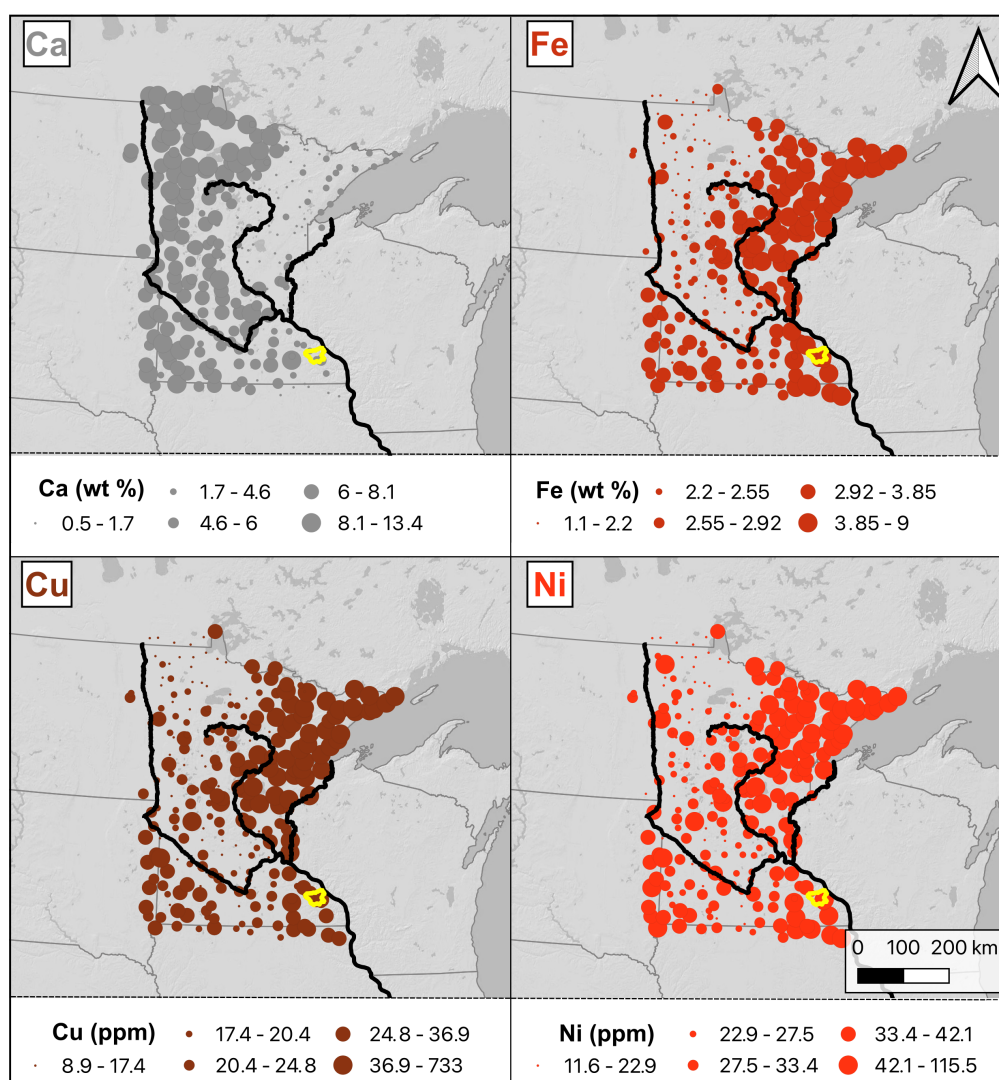 Ca
Fe
Ca (wt %)
1.7 - 4.6
6 - 8.1
0.5 - 1.7
4.6 - 6
8.1 - 13.4
Fe (wt %)
2.2 - 2.55
2.92 - 3.85
1.1 - 2.2
2.55 - 2.92
3.85 - 9
Cu
Ni
0 100 200 km
Cu (ppm)
17.4 - 20.4
24.8 - 36.9
8.9 - 17.4
20.4 - 24.8
36.9 - 733
Ni (ppm)
22.9 - 27.5
33.4 - 42.1
11.6 - 22.9
27.5 - 33.4
42.1 - 115.5